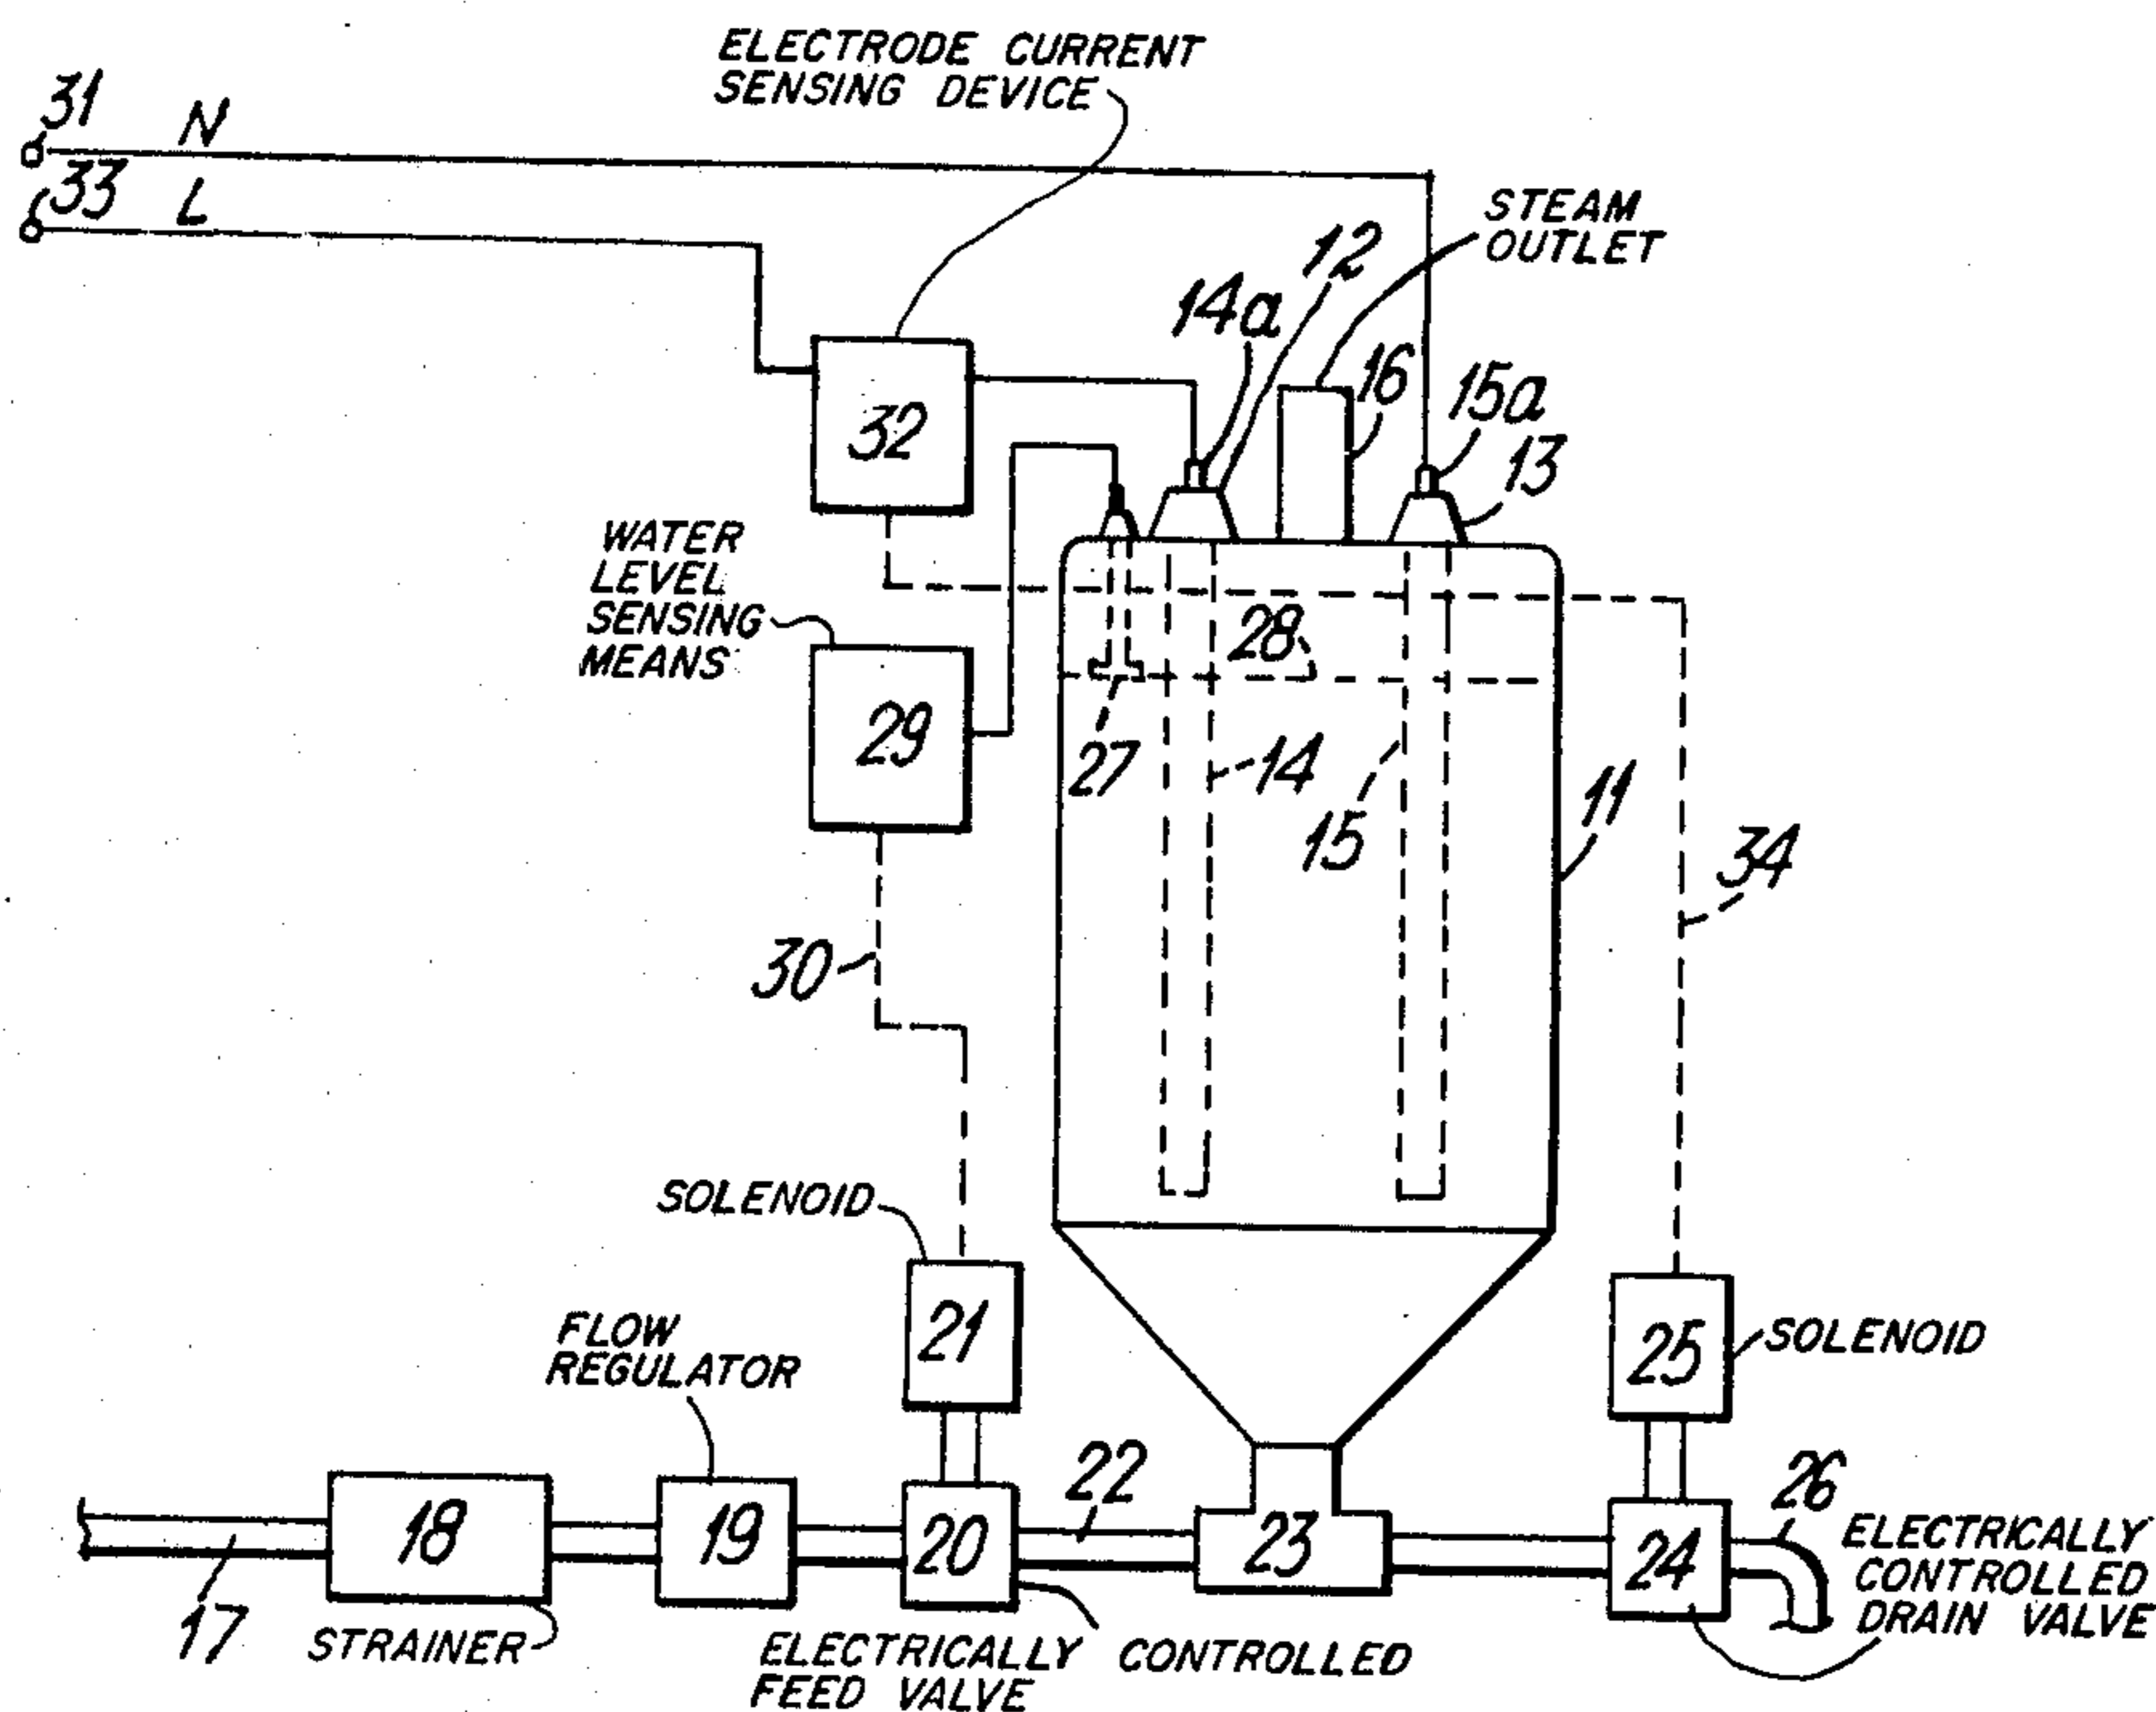 ELECTRODE CURRENT
SENSING DEVICE
31
N
33
L
STEAM
OUTLET
12
14a
16
15a
13
32
WATER
LEVEL
SENSING
MEANS
28
29
27
14
15
11
34
30
SOLENOID
21
25
SOLENOID
FLOW
REGULATOR
22
26
18
19
20
23
24
17
STRAINER
ELECTRICALLY CONTROLLED
FEED VALVE
ELECTRICALLY
CONTROLLED
DRAIN VALVE